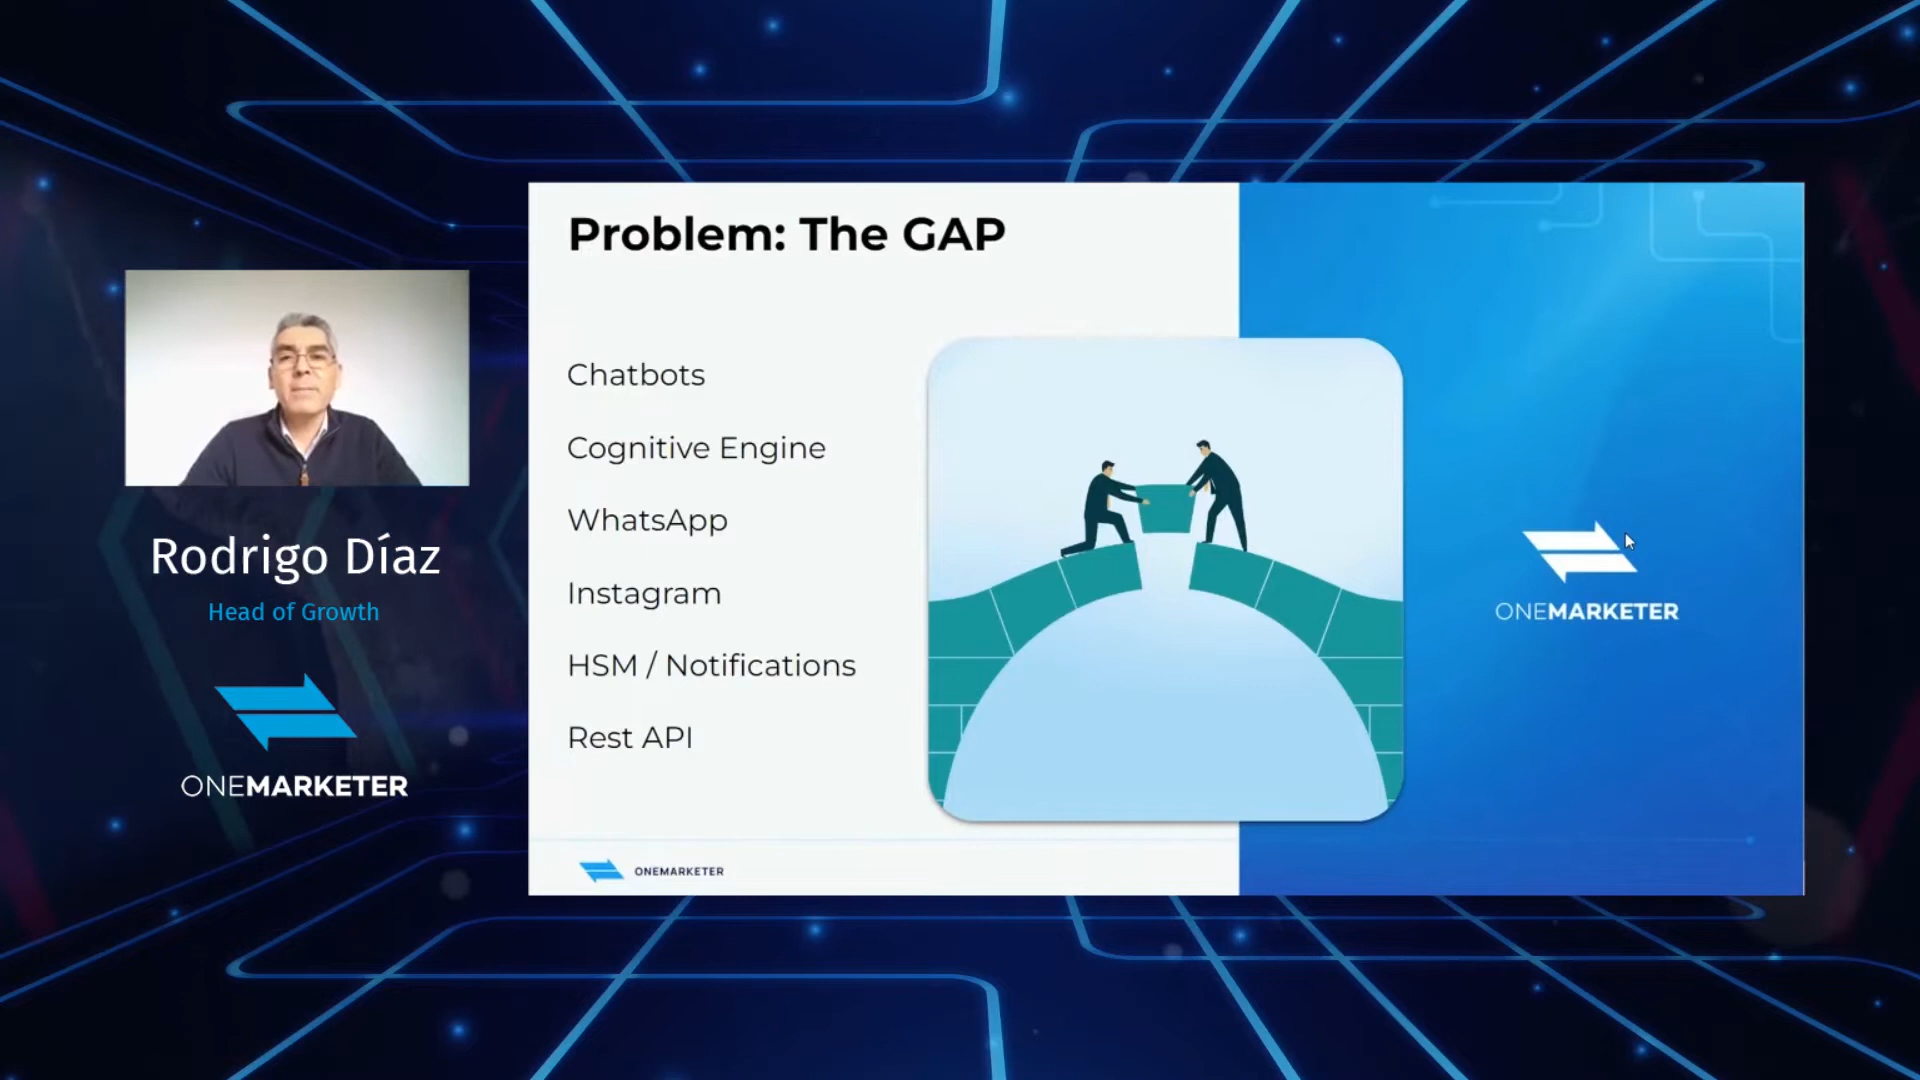 Problem: The GAP
Chatbots
Cognitive Engine
WhatsApp
Instagram
HSM / Notifications
Rest API
ONEMARKETER
ONEMARKETER
Rodrigo Díaz
Head of Growth
ONEMARKETER